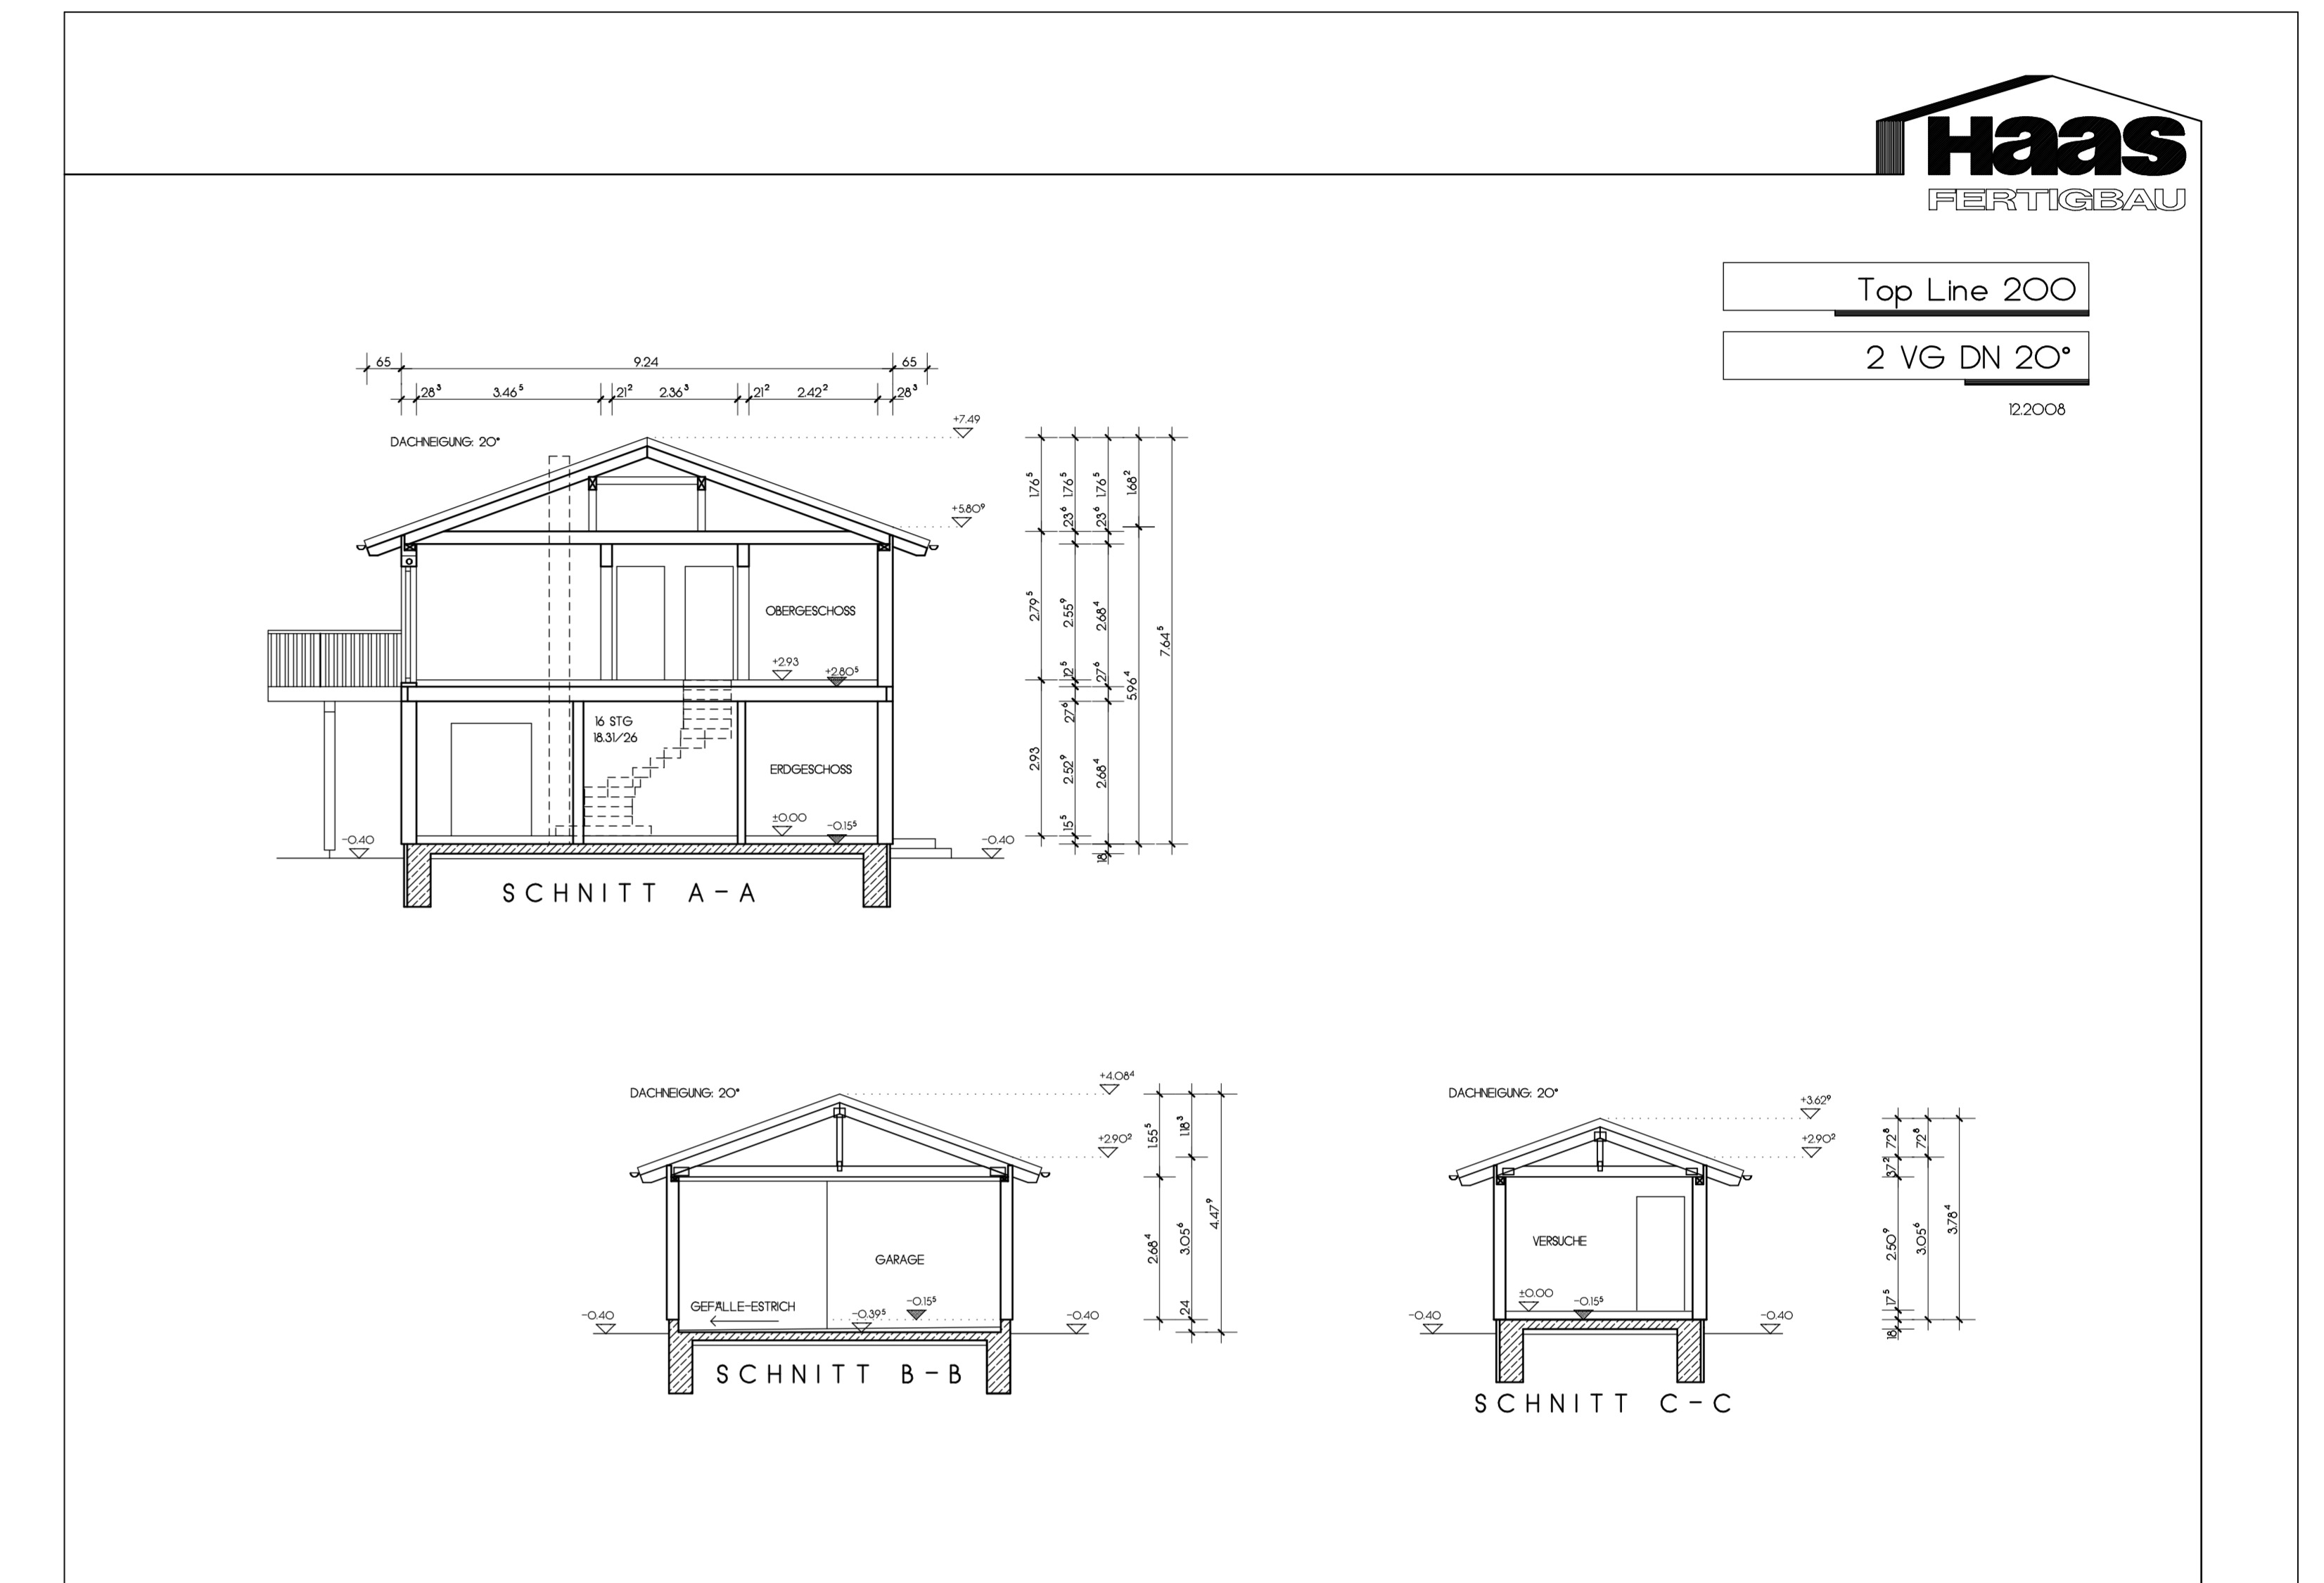 Haas
FERTIGBAU
Top Line 200
2 VG DN 20°
12.2008
65 9.24 65
28³ 3.46⁵ 21² 2.36³ 21² 2.42² 28³
+7.49
DACHNEIGUNG: 20°
+5.80⁹
1.76⁵ 1.76⁵ 1.76⁵ 1.68²
23⁶ 23⁶
OBERGESCHOSS
2.79⁵ 2.55⁹ 2.68⁴ 7.64⁵
+2.93 +2.80⁵
12⁵ 27⁶ 5.96⁴
27⁶
16 STG
18.31/26
ERDGESCHOSS
2.93 2.52⁹ 2.68⁴
±0.00 -0.15⁵
15⁵
-0.40 -0.40
18
SCHNITT A-A
DACHNEIGUNG: 20°
+4.08⁴
+2.90²
1.55⁵ 1.18³
2.68⁴ 3.05⁶ 4.47⁹
GARAGE
GEFÄLLE-ESTRICH
-0.39⁵ -0.15⁵
24
-0.40 -0.40
SCHNITT B-B
DACHNEIGUNG: 20°
+3.62⁹
+2.90²
72⁸ 72⁸
37²
VERSUCHE
2.50⁹ 3.05⁶ 3.78⁴
±0.00 -0.15⁵
17⁵
-0.40 -0.40
18
SCHNITT C-C